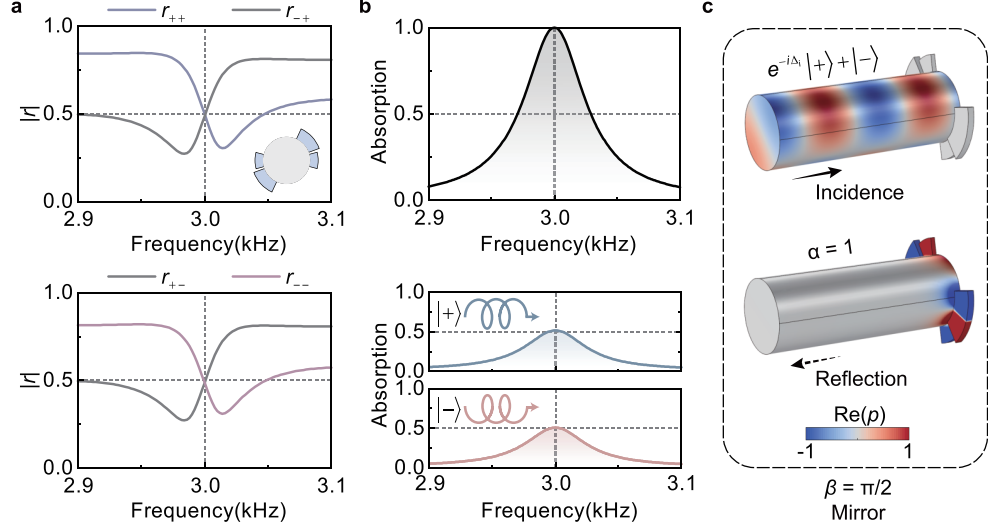 a
r₊₊ r₋₊
1.0
0.5
0.0
|r|
2.9 3.0 3.1
Frequency(kHz)
r₊₋ r₋₋
1.0
0.5
0.0
|r|
2.9 3.0 3.1
Frequency(kHz)
b
1.0
0.5
0.0
Absorption
2.9 3.0 3.1
Frequency(kHz)
1.0
0.5
0.0
|+⟩
1.0
0.5
0.0
|−⟩
Absorption
2.9 3.0 3.1
Frequency(kHz)
c
e^{-iΔ_i}|+⟩+|−⟩
Incidence
α = 1
Reflection
Re(p)
-1 1
β = π/2
Mirror